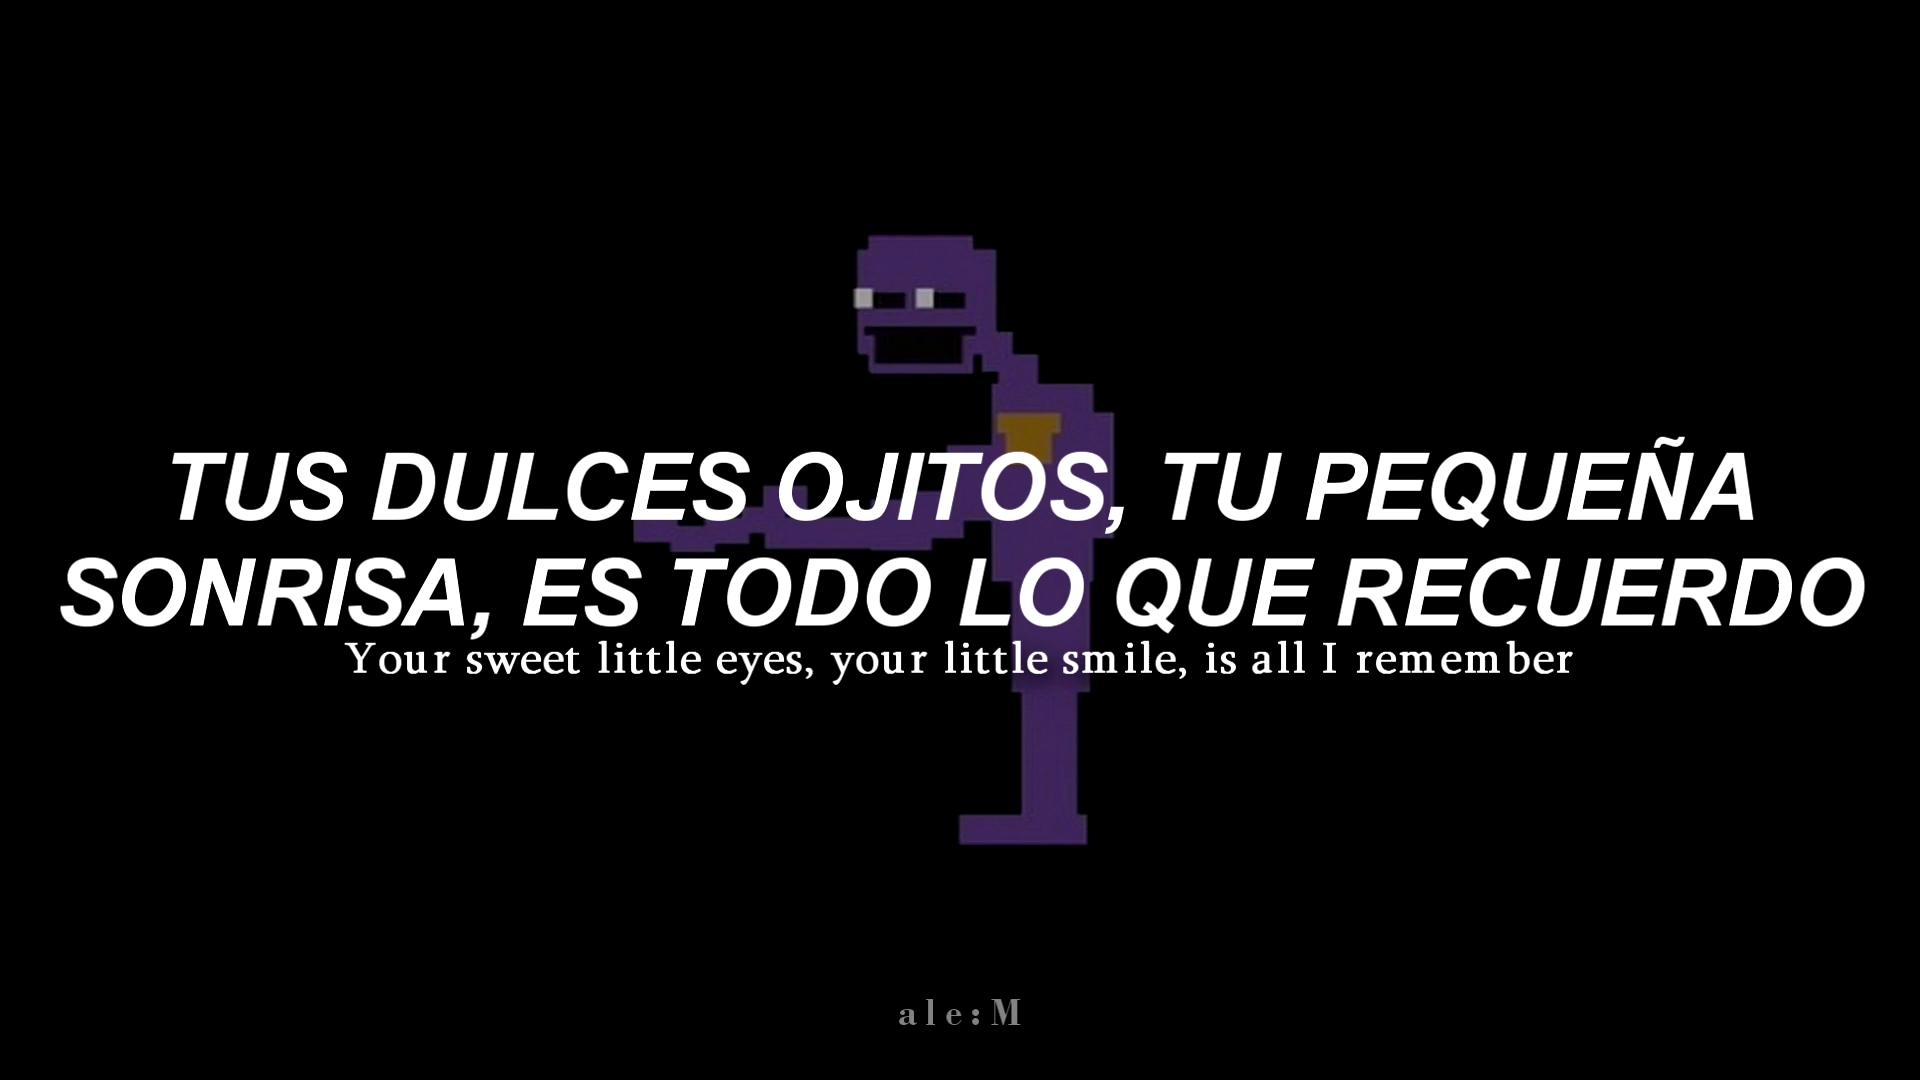 TUS DULCES OJITOS, TU PEQUEÑA
SONRISA, ES TODO LO QUE RECUERDO
Your sweet little eyes, your little smile, is all I remember
ale:M